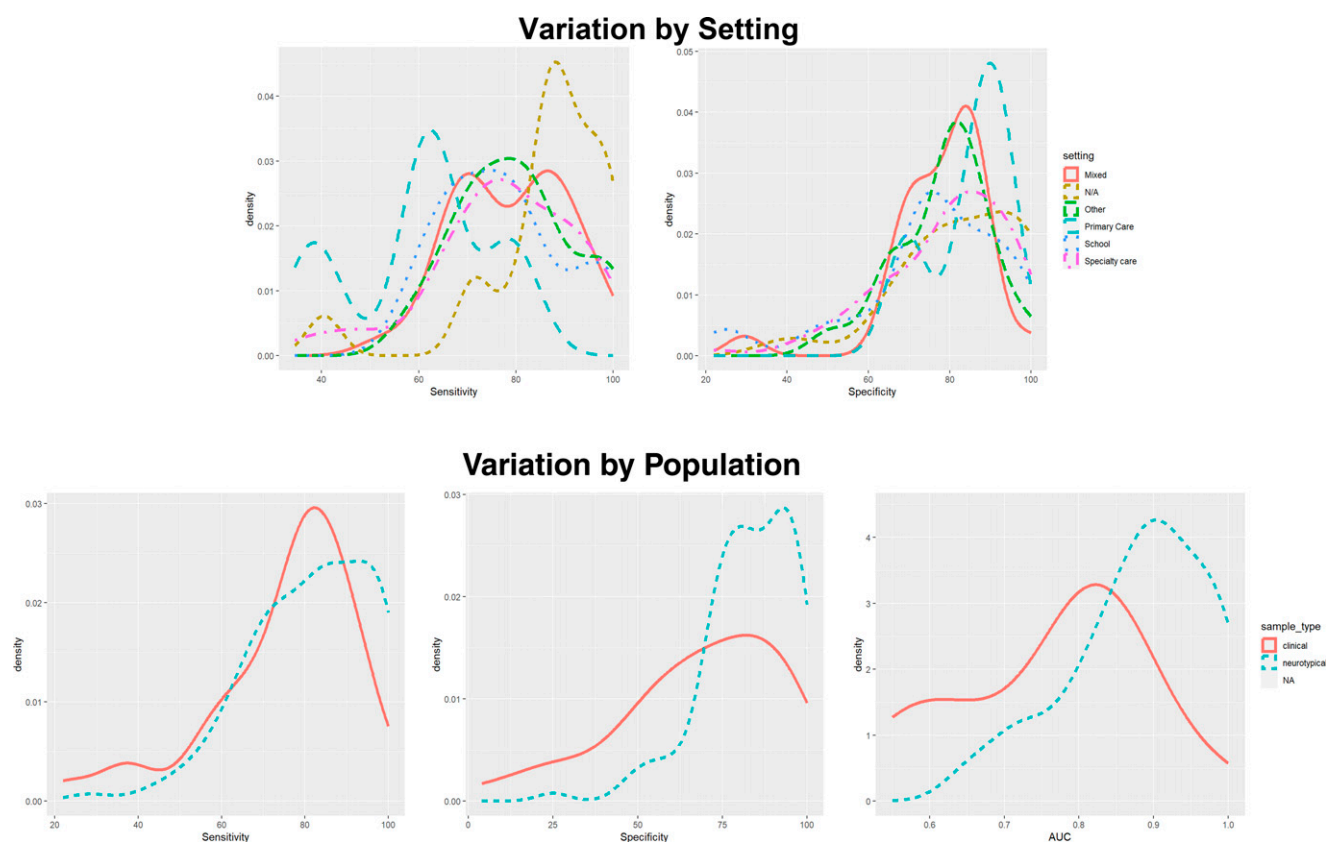 Variation by Setting
0.04
0.03
0.02
0.01
0.00
density
40 60 80 100
Sensitivity
0.05
0.04
0.03
0.02
0.01
0.00
density
20 40 60 80 100
Specificity
setting
Mixed
N/A
Other
Primary Care
School
Specialty care
Variation by Population
0.03
0.02
0.01
0.00
density
20 40 60 80 100
Sensitivity
0.03
0.02
0.01
0.00
density
0 25 50 75 100
Specificity
4
3
2
1
0
density
0.6 0.7 0.8 0.9 1.0
AUC
sample_type
clinical
neurotypical
NA